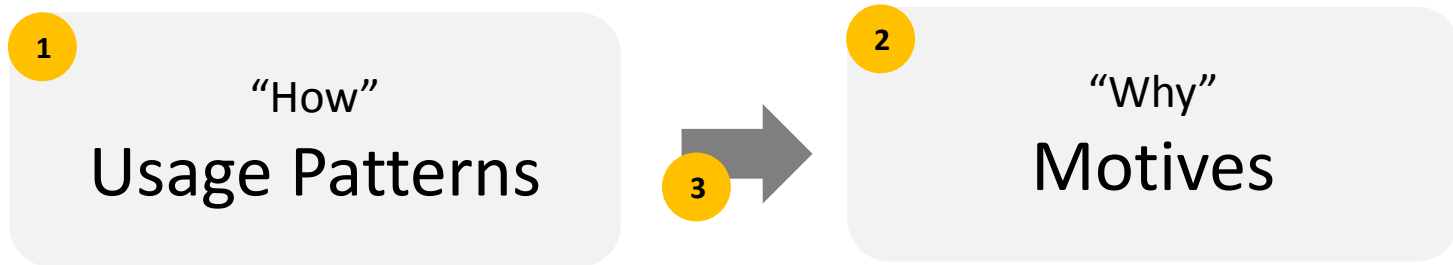 1
“How”
Usage Patterns
3
2
“Why”
Motives